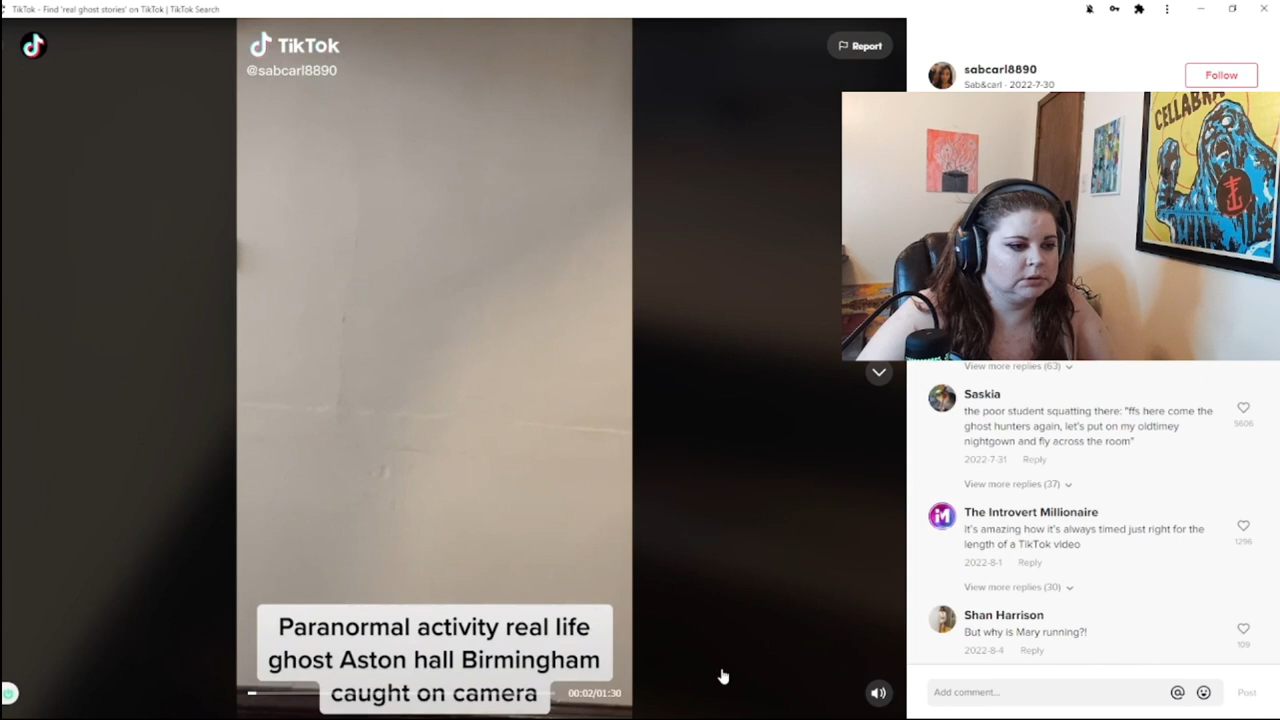 TikTok - Find 'real ghost stories' on TikTok | TikTok Search
TikTok
@sabcarl8890
Report
sabcarl8890
Sab&carl · 2022-7-30
Follow
CELLABRA
View more replies (63)
Saskia
the poor student squatting there: "ffs here come the
ghost hunters again, let's put on my oldtimey
nightgown and fly across the room"
5606
2022-7-31 Reply
View more replies (37)
The Introvert Millionaire
It's amazing how it's always timed just right for the
length of a TikTok video
1296
2022-8-1 Reply
View more replies (30)
Shan Harrison
But why is Mary running?!
109
2022-8-4 Reply
Paranormal activity real life
ghost Aston hall Birmingham
caught on camera
00:02/01:30
Add comment...
Post